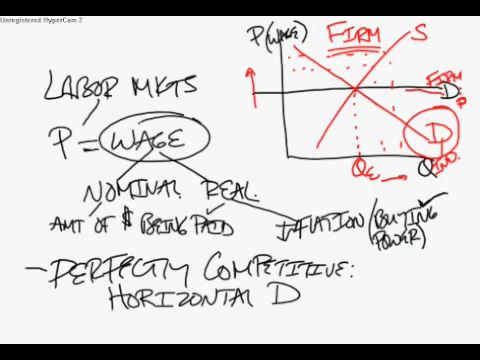 Unregistered HyperCam 2
P(WAGE)
FIRM
S
LABOR MKTS
FIRM
D
P
P = WAGE
D
IND.
QE
Q
NOMINAL REAL
AMT OF $ BEING PAID
INFLATION (BUYING
POWER)
- PERFECTLY COMPETITIVE:
HORIZONTAL D